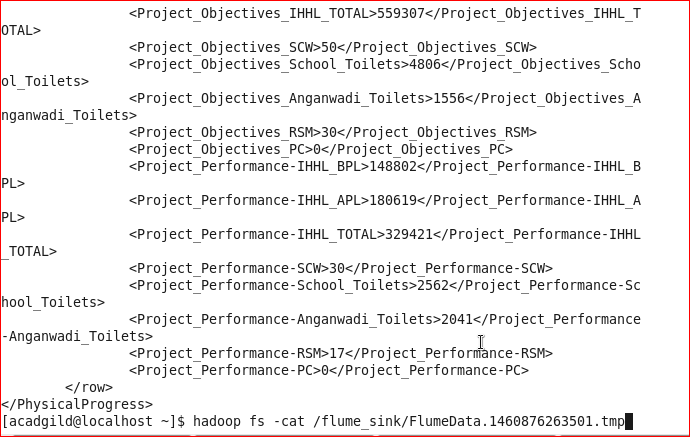 <Project_Objectives_IHHL_TOTAL>559307</Project_Objectives_IHHL_T
OTAL>
<Project_Objectives_SCW>50</Project_Objectives_SCW>
<Project_Objectives_School_Toilets>4806</Project_Objectives_Scho
ol_Toilets>
<Project_Objectives_Anganwadi_Toilets>1556</Project_Objectives_A
nganwadi_Toilets>
<Project_Objectives_RSM>30</Project_Objectives_RSM>
<Project_Objectives_PC>0</Project_Objectives_PC>
<Project_Performance-IHHL_BPL>148802</Project_Performance-IHHL_B
PL>
<Project_Performance-IHHL_APL>180619</Project_Performance-IHHL_A
PL>
<Project_Performance-IHHL_TOTAL>329421</Project_Performance-IHHL
_TOTAL>
<Project_Performance-SCW>30</Project_Performance-SCW>
<Project_Performance-School_Toilets>2562</Project_Performance-Sc
hool_Toilets>
<Project_Performance-Anganwadi_Toilets>2041</Project_Performance
-Anganwadi_Toilets>
<Project_Performance-RSM>17</Project_Performance-RSM>
<Project_Performance-PC>0</Project_Performance-PC>
</row>
</PhysicalProgress>
[acadgild@localhost ~]$ hadoop fs -cat /flume_sink/FlumeData.1460876263501.tmp